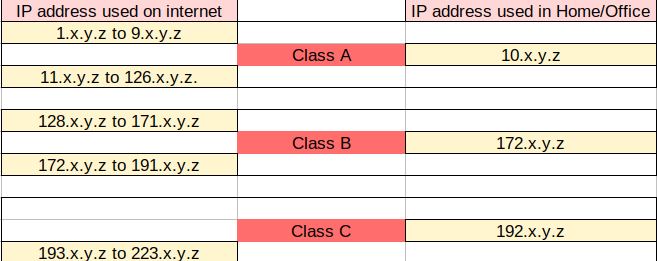 IP address used on internet
IP address used in Home/Office
1.x.y.z to 9.x.y.z
Class A
10.x.y.z
11.x.y.z to 126.x.y.z.
128.x.y.z to 171.x.y.z
Class B
172.x.y.z
172.x.y.z to 191.x.y.z
Class C
192.x.y.z
193.x.y.z to 223.x.y.z